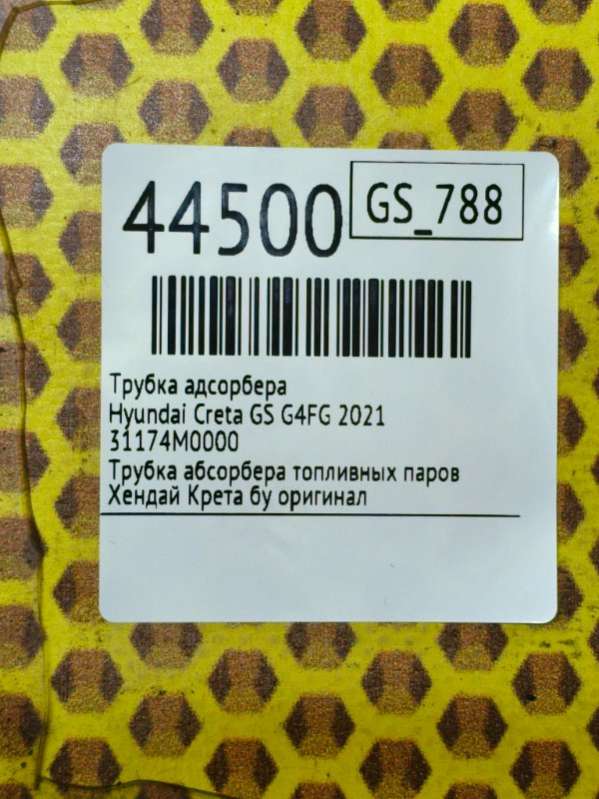 44500
GS_788
Трубка адсорбера
Hyundai Creta GS G4FG 2021
31174M0000
Трубка абсорбера топливных паров
Хендай Крета бу оригинал